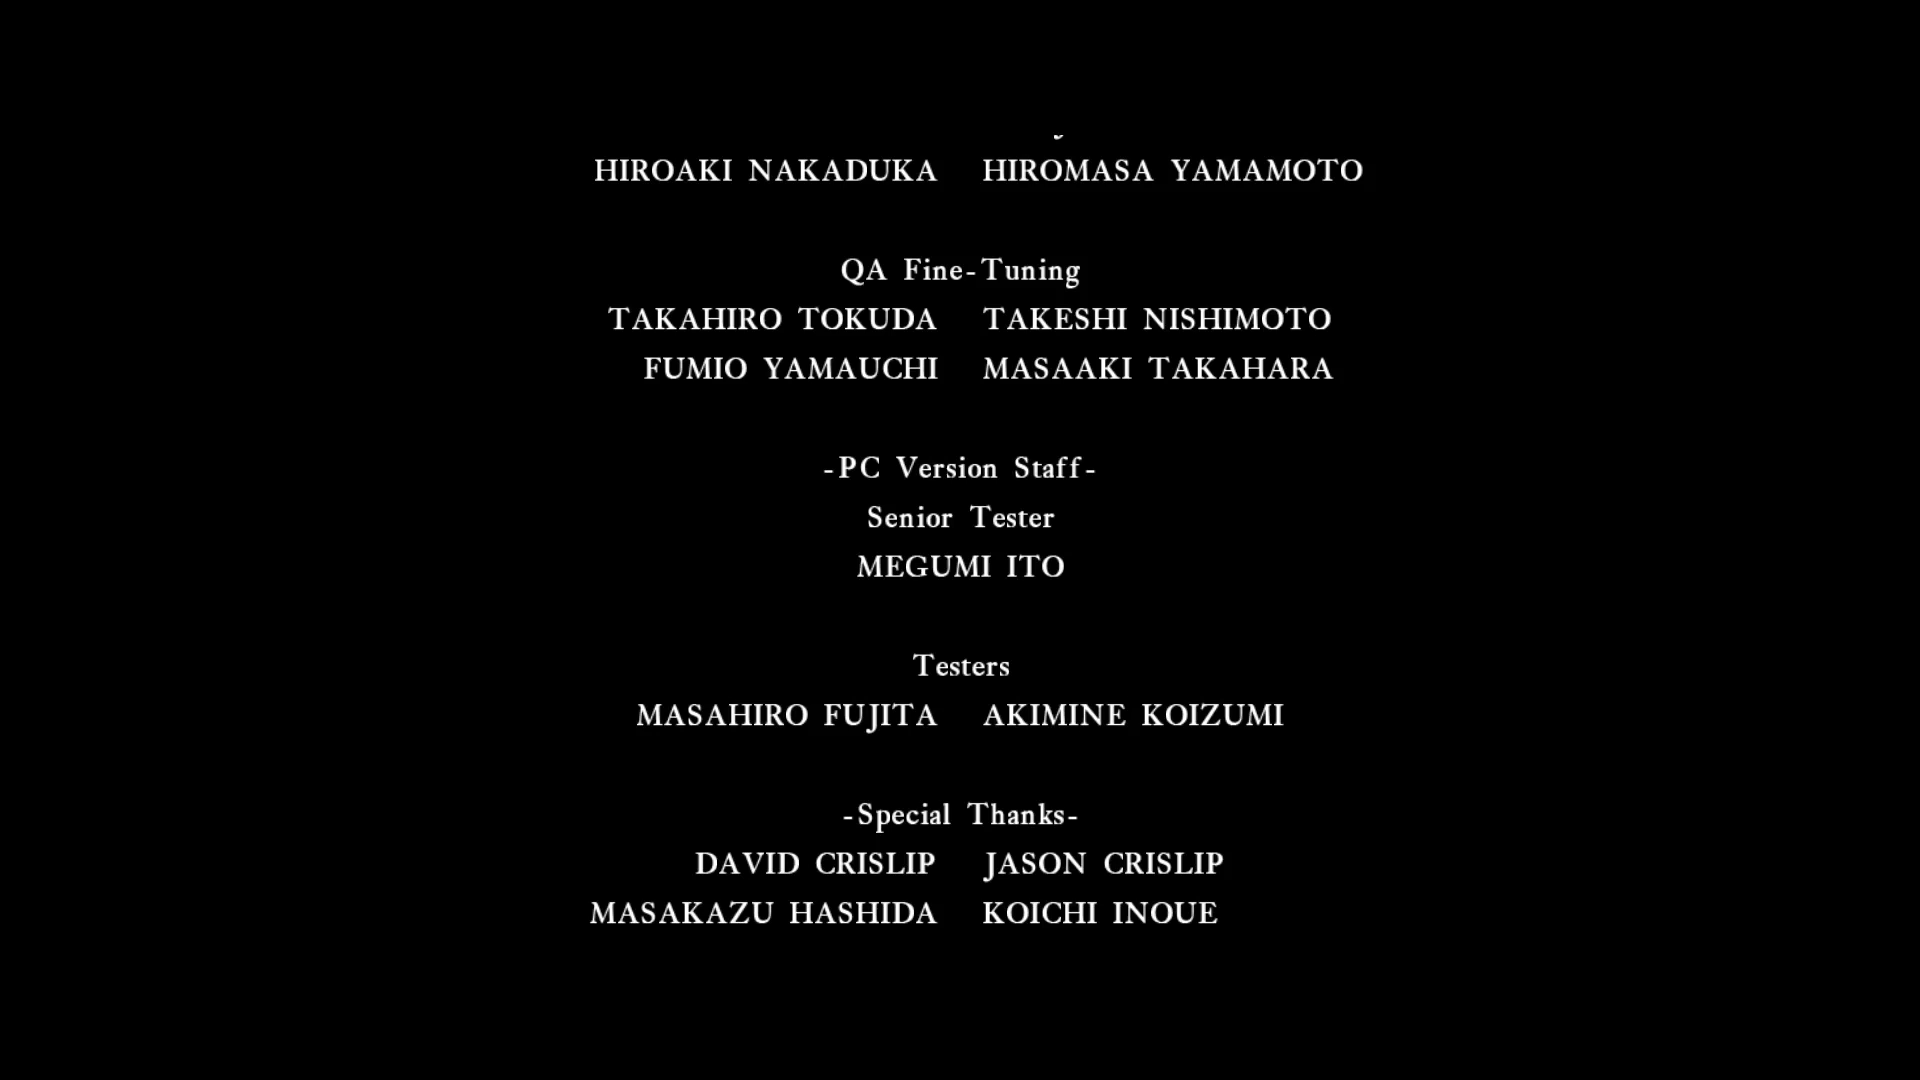 HIROAKI NAKADUKA HIROMASA YAMAMOTO
QA Fine-Tuning
TAKAHIRO TOKUDA TAKESHI NISHIMOTO
FUMIO YAMAUCHI MASAAKI TAKAHARA
-PC Version Staff-
Senior Tester
MEGUMI ITO
Testers
MASAHIRO FUJITA AKIMINE KOIZUMI
-Special Thanks-
DAVID CRISLIP JASON CRISLIP
MASAKAZU HASHIDA KOICHI INOUE